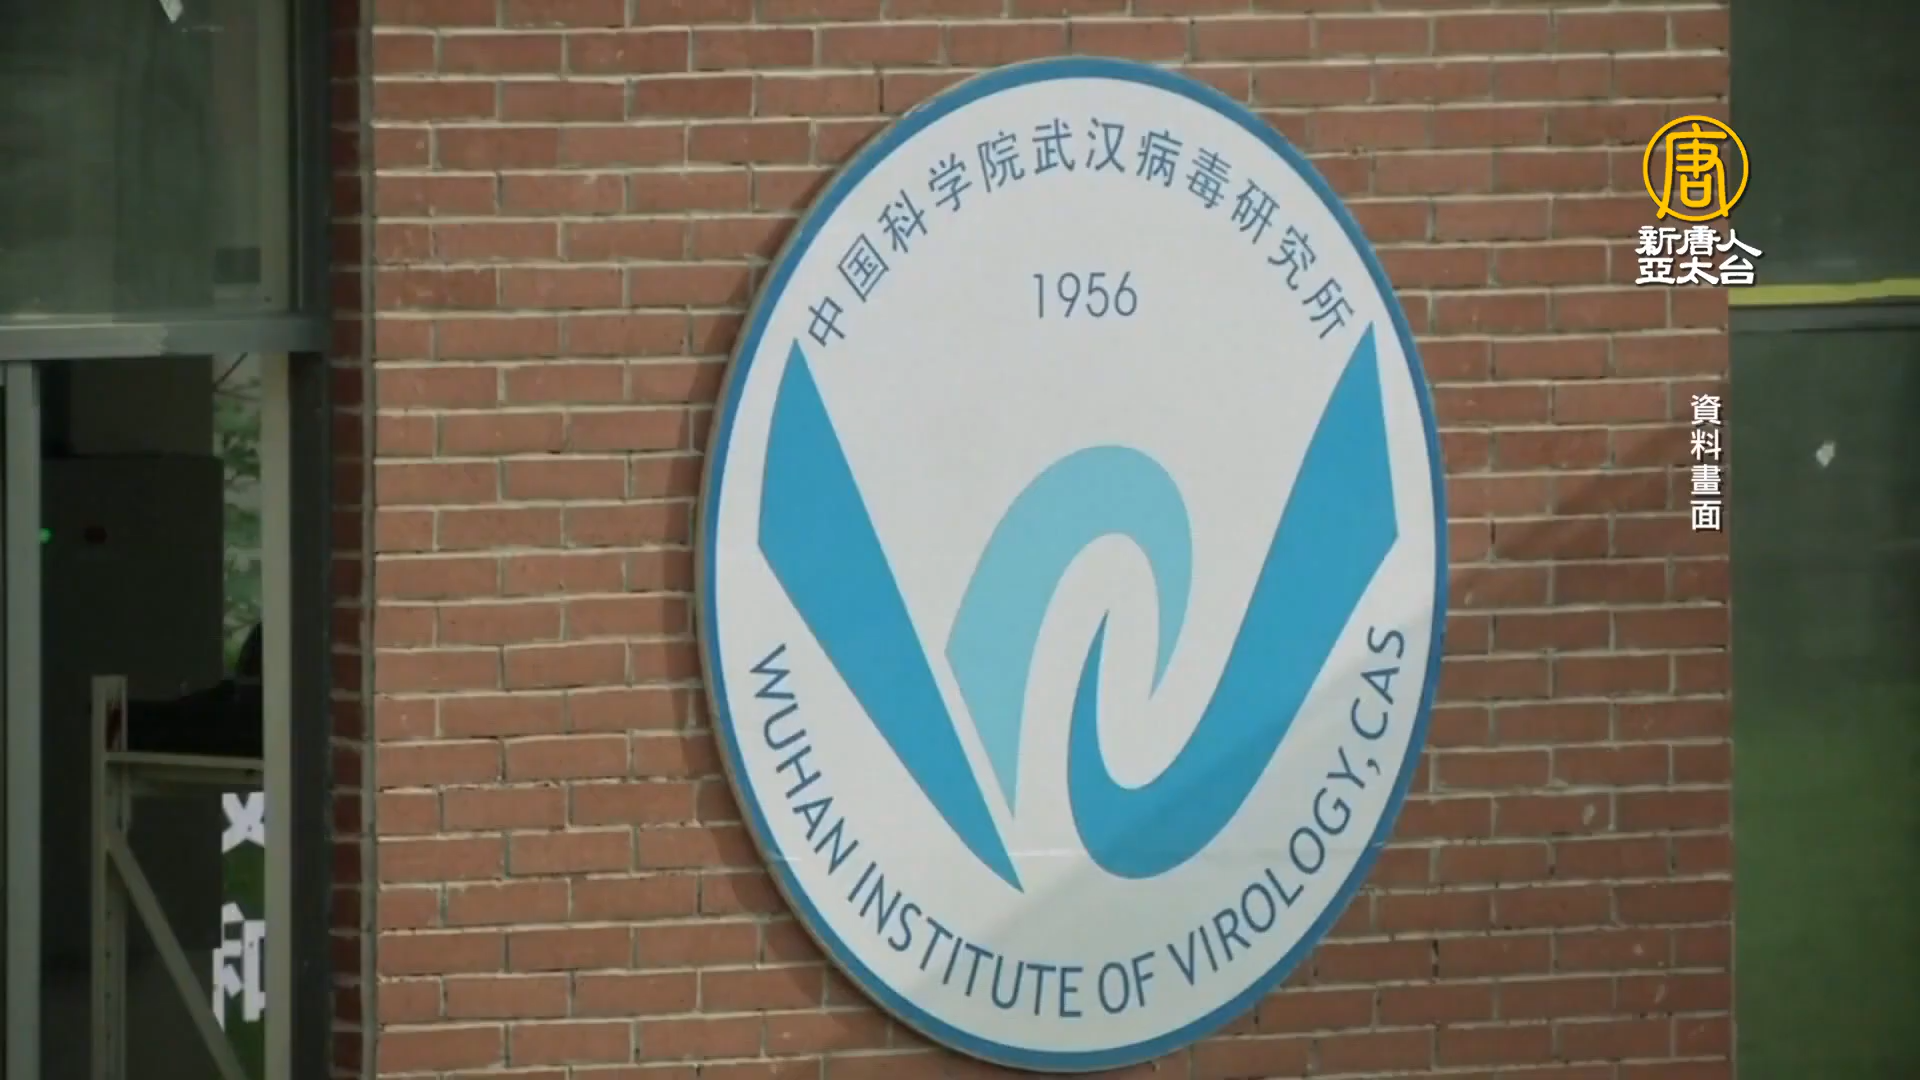 中国科学院武汉病毒研究所
1956
WUHAN INSTITUTE OF VIROLOGY, CAS
唐
新唐人
亞太台
資料畫面